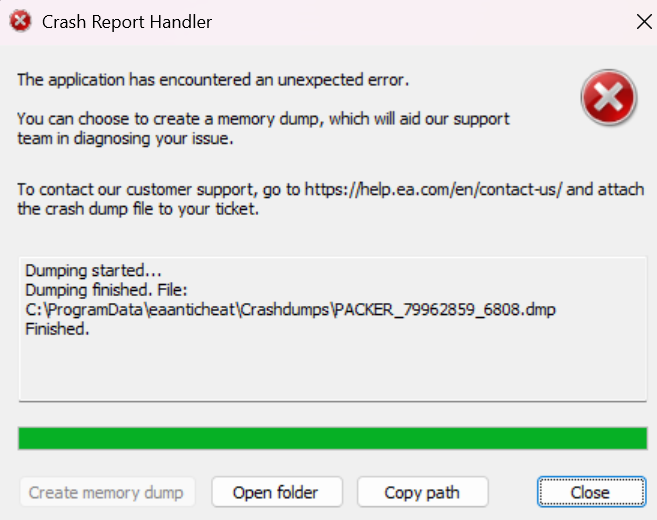 Crash Report Handler
The application has encountered an unexpected error.
You can choose to create a memory dump, which will aid our support
team in diagnosing your issue.
To contact our customer support, go to https://help.ea.com/en/contact-us/ and attach
the crash dump file to your ticket.
Dumping started...
Dumping finished. File:
C:\ProgramData\eaanticheat\Crashdumps\PACKER_79962859_6808.dmp
Finished.
Create memory dump
Open folder
Copy path
Close